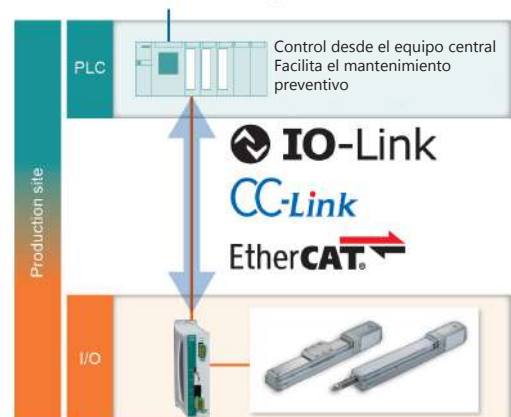 PLC
Control desde el equipo central
Facilita el mantenimiento
preventivo
Production site
IO-Link
CC-Link
EtherCAT®
I/O